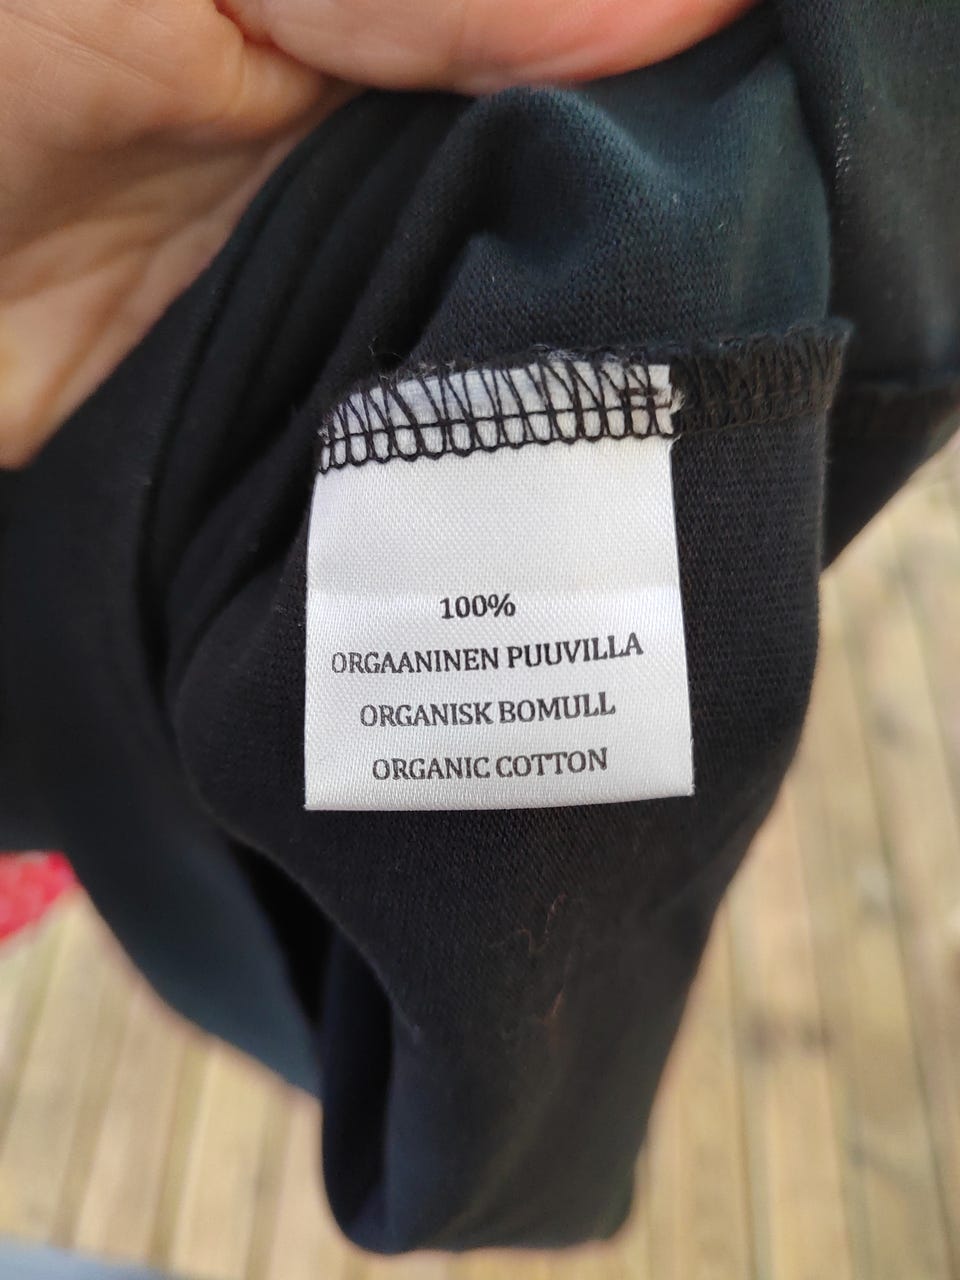 100%
ORGAANINEN PUUVILLA
ORGANISK BOMULL
ORGANIC COTTON